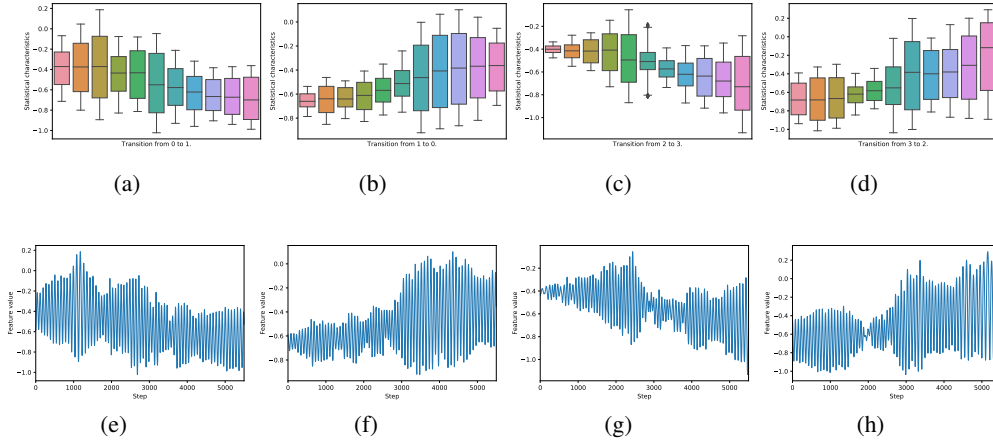 Statistical characteristics
0.2
0.0
−0.2
−0.4
−0.6
−0.8
−1.0
Transition from 0 to 1.
(a)
Statistical characteristics
0.0
−0.2
−0.4
−0.6
−0.8
Transition from 1 to 0.
(b)
Statistical characteristics
−0.2
−0.4
−0.6
−0.8
−1.0
Transition from 2 to 3.
(c)
Statistical characteristics
0.2
0.0
−0.2
−0.4
−0.6
−0.8
−1.0
Transition from 3 to 2.
(d)
Feature value
0.2
0.0
−0.2
−0.4
−0.6
−0.8
−1.0
0 1000 2000 3000 4000 5000
Step
(e)
Feature value
0.0
−0.2
−0.4
−0.6
−0.8
0 1000 2000 3000 4000 5000
Step
(f)
Feature value
−0.2
−0.4
−0.6
−0.8
−1.0
0 1000 2000 3000 4000 5000
Step
(g)
Feature value
0.2
0.0
−0.2
−0.4
−0.6
−0.8
−1.0
0 1000 2000 3000 4000 5000
Step
(h)